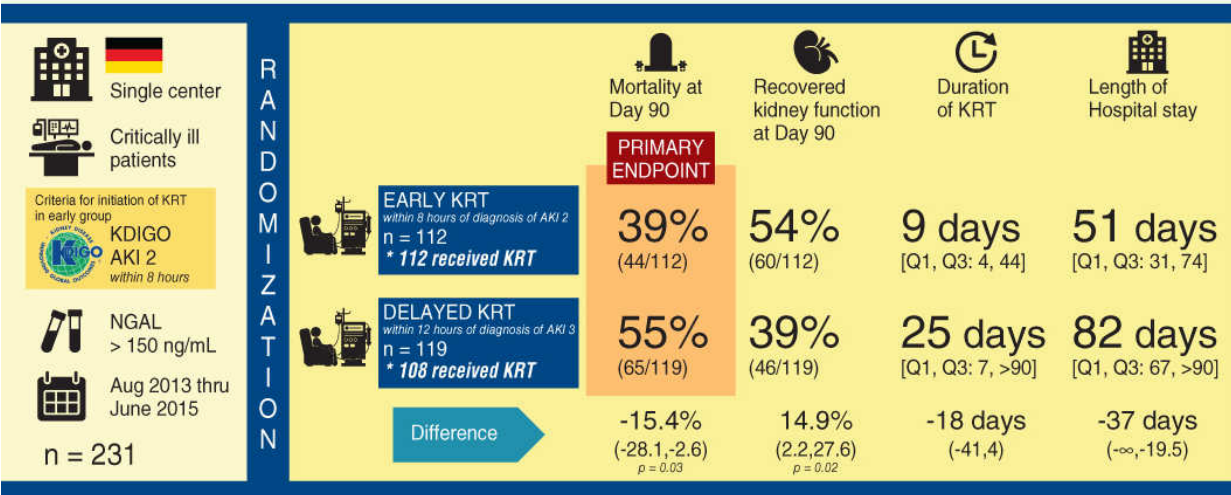 Single center
Critically ill
patients
Criteria for initiation of KRT
in early group
KDIGO
KDIGO
AKI 2
within 8 hours
NGAL
> 150 ng/mL
Aug 2013 thru
June 2015
n = 231
RANDOMIZATION
Mortality at
Day 90
Recovered
kidney function
at Day 90
Duration
of KRT
Length of
Hospital stay
PRIMARY
ENDPOINT
EARLY KRT
within 8 hours of diagnosis of AKI 2
n = 112
* 112 received KRT
39%
(44/112)
54%
(60/112)
9 days
[Q1, Q3: 4, 44]
51 days
[Q1, Q3: 31, 74]
DELAYED KRT
within 12 hours of diagnosis of AKI 3
n = 119
* 108 received KRT
55%
(65/119)
39%
(46/119)
25 days
[Q1, Q3: 7, >90]
82 days
[Q1, Q3: 67, >90]
Difference
-15.4%
(-28.1,-2.6)
p = 0.03
14.9%
(2.2,27.6)
p = 0.02
-18 days
(-41,4)
-37 days
(-∞,-19.5)